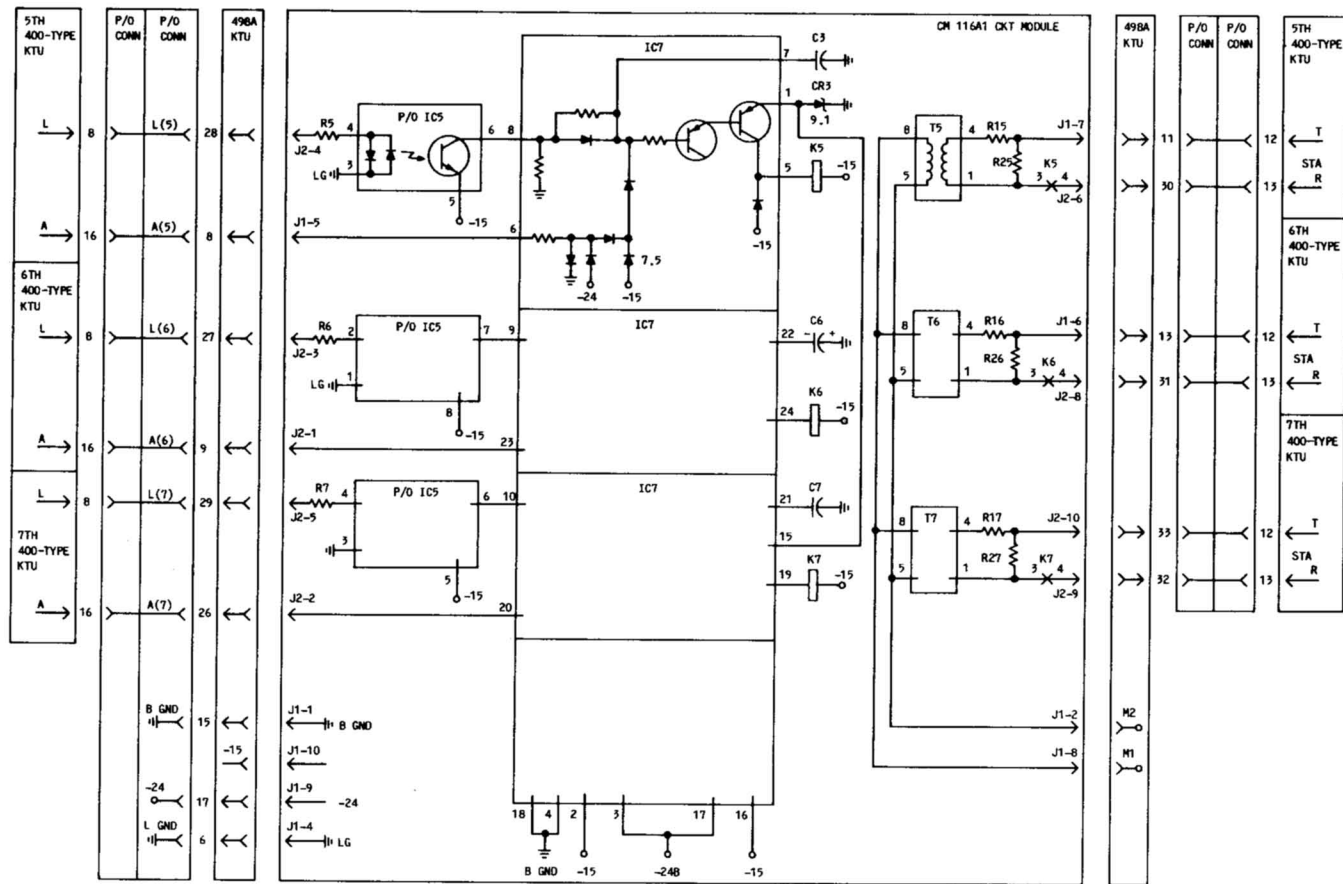 5TH
400-TYPE
KTU
P/O
CONN
P/O
CONN
498A
KTU
CM 116A1 CKT MODULE
498A
KTU
P/O
CONN
P/O
CONN
5TH
400-TYPE
KTU
L
8
L(5)
28
A
16
A(5)
8
6TH
400-TYPE
KTU
L
8
L(6)
27
A
16
A(6)
9
L
8
L(7)
29
7TH
400-TYPE
KTU
A
16
A(7)
26
B GND
15
-15
-24
17
L GND
6
R5
4
J2-4
3
LG
P/O IC5
6
8
5
-15
J1-5
6
IC7
7
C3
1
CR3
9.1
K5
5
-15
-15
7.5
-24
-15
R6
2
J2-3
P/O IC5
7
9
1
LG
8
-15
J2-1
23
IC7
22
C6
- +
24
K6
-15
R7
4
J2-5
P/O IC5
6
10
3
5
-15
J2-2
20
IC7
21
C7
15
19
K7
-15
J1-1
B GND
J1-10
J1-9
-24
J1-4
LG
18
4
2
3
17
16
B GND
-15
-24B
-15
8
T5
4
R15
J1-7
R25
K5
5
1
3
4
J2-6
8
T6
4
R16
J1-6
R26
K6
5
1
3
4
J2-8
8
T7
4
R17
J2-10
R27
K7
5
1
3
4
J2-9
J1-2
J1-8
11
12
T
STA
30
13
R
6TH
400-TYPE
KTU
13
12
T
STA
31
13
R
7TH
400-TYPE
KTU
33
12
T
STA
32
13
R
M2
M1